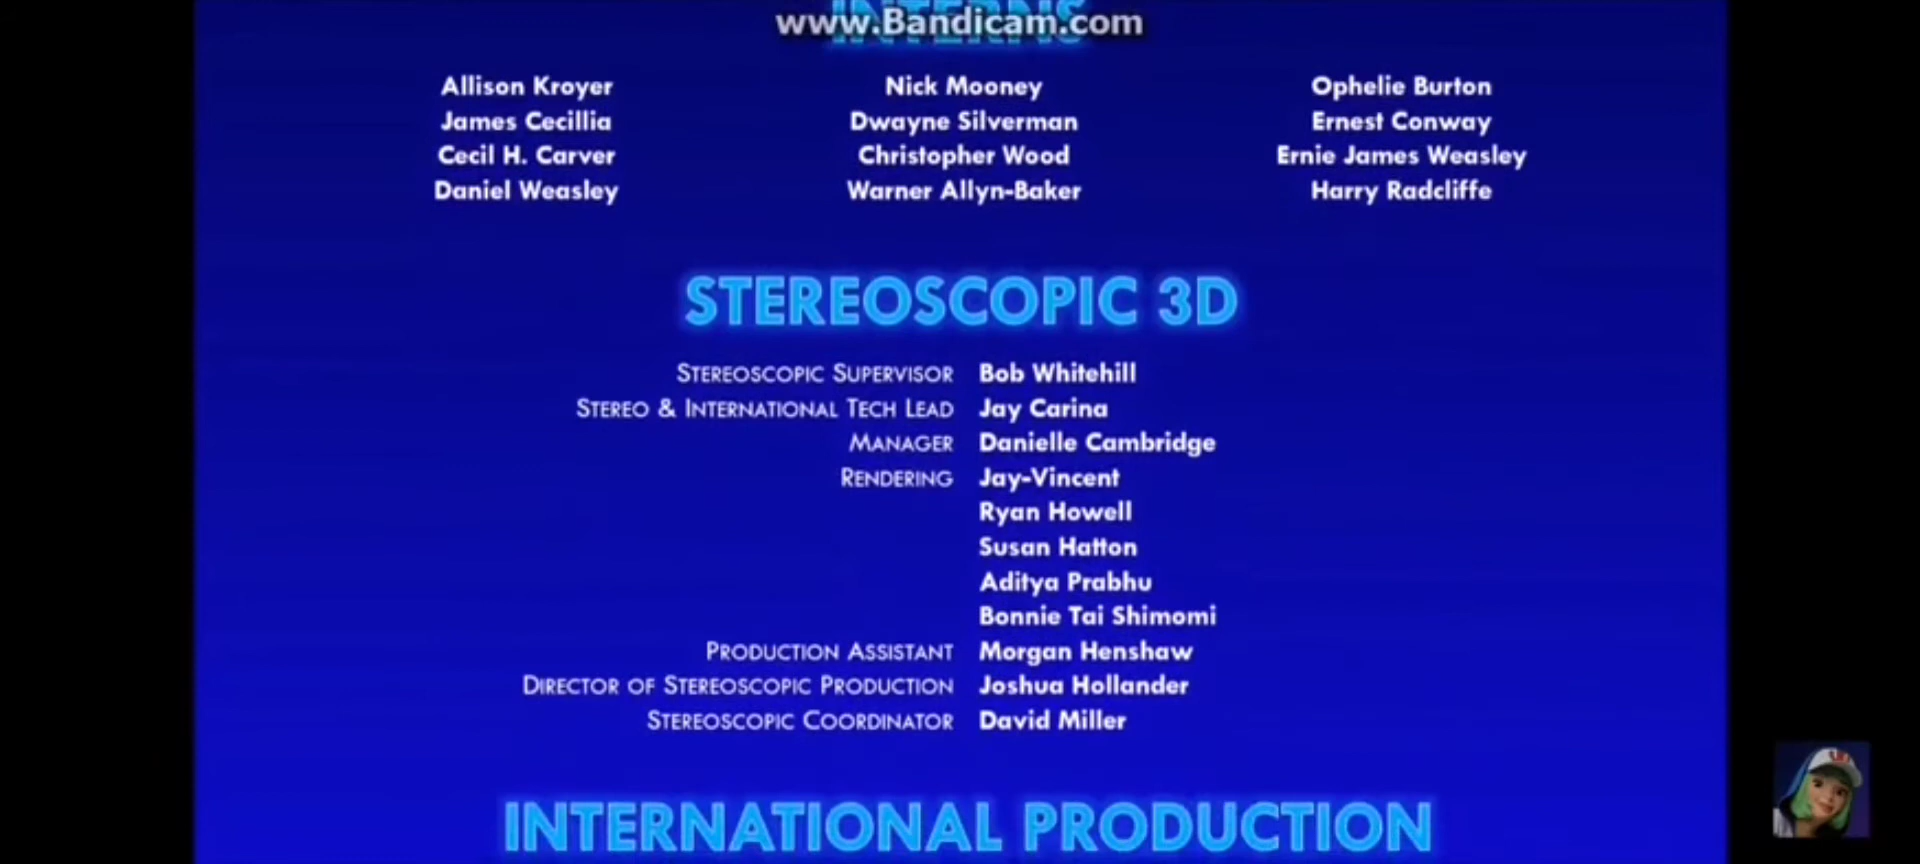 www.Bandicam.com
INTERNS
Allison Kroyer Nick Mooney Ophelie Burton
James Cecillia Dwayne Silverman Ernest Conway
Cecil H. Carver Christopher Wood Ernie James Weasley
Daniel Weasley Warner Allyn-Baker Harry Radcliffe
STEREOSCOPIC 3D
STEREOSCOPIC SUPERVISOR Bob Whitehill
STEREO & INTERNATIONAL TECH LEAD Jay Carina
MANAGER Danielle Cambridge
RENDERING Jay-Vincent
Ryan Howell
Susan Hatton
Aditya Prabhu
Bonnie Tai Shimomi
PRODUCTION ASSISTANT Morgan Henshaw
DIRECTOR OF STEREOSCOPIC PRODUCTION Joshua Hollander
STEREOSCOPIC COORDINATOR David Miller
INTERNATIONAL PRODUCTION